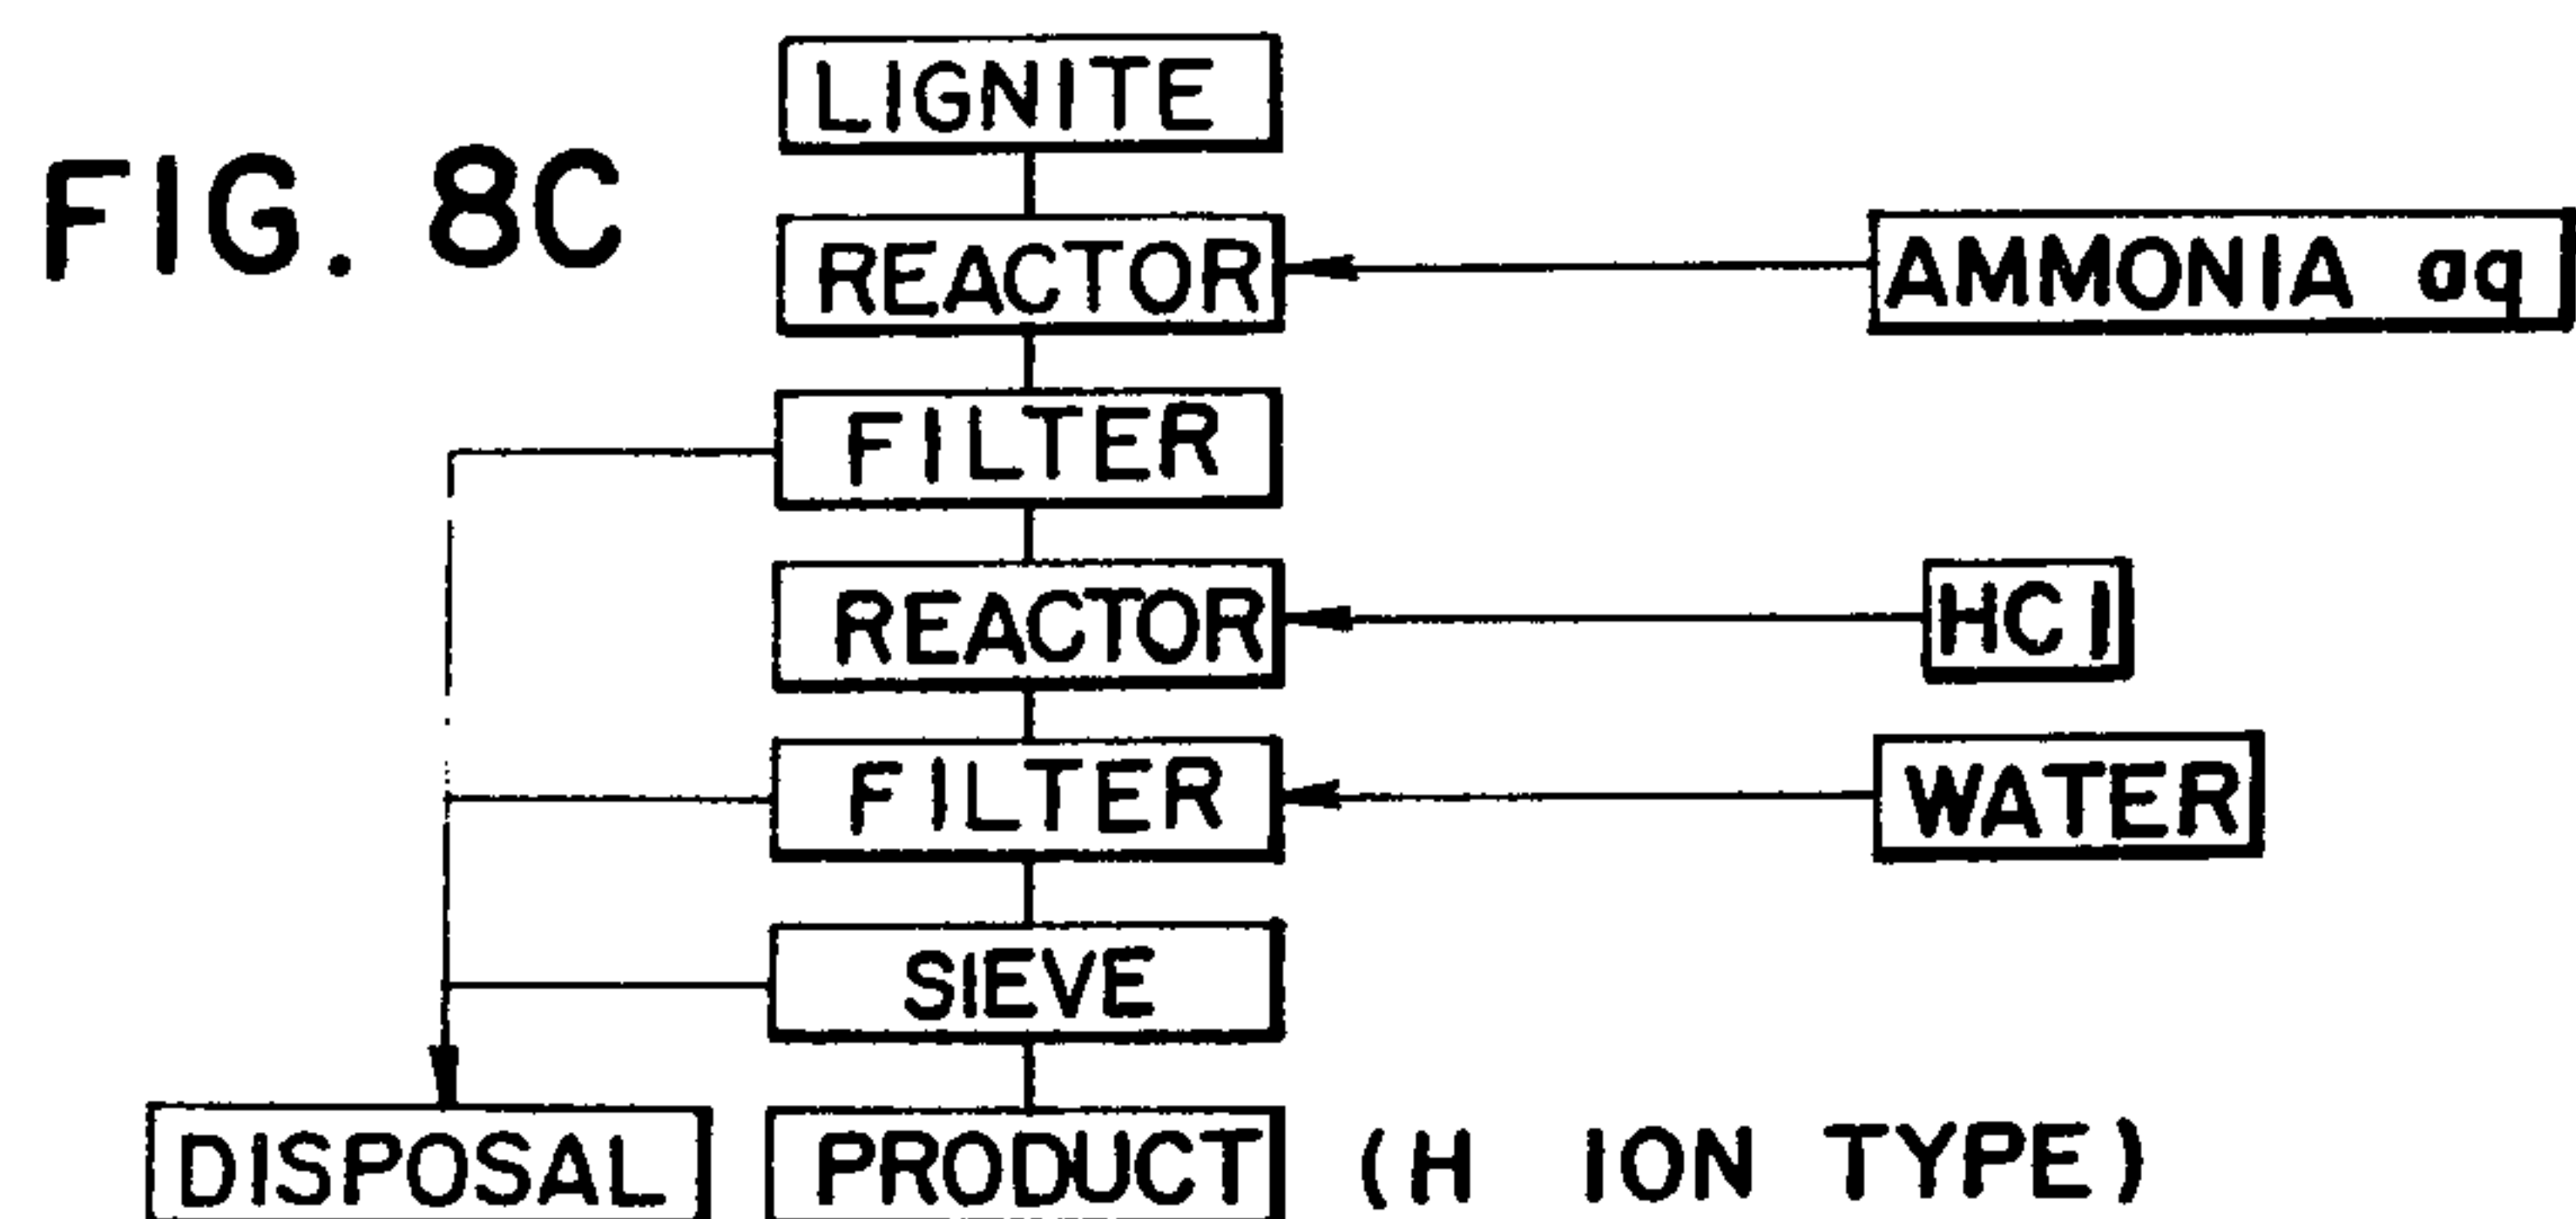 LIGNITE
FIG. 8C
REACTOR
AMMONIA aq
FILTER
REACTOR
HCl
FILTER
WATER
SIEVE
DISPOSAL
PRODUCT (H ION TYPE)